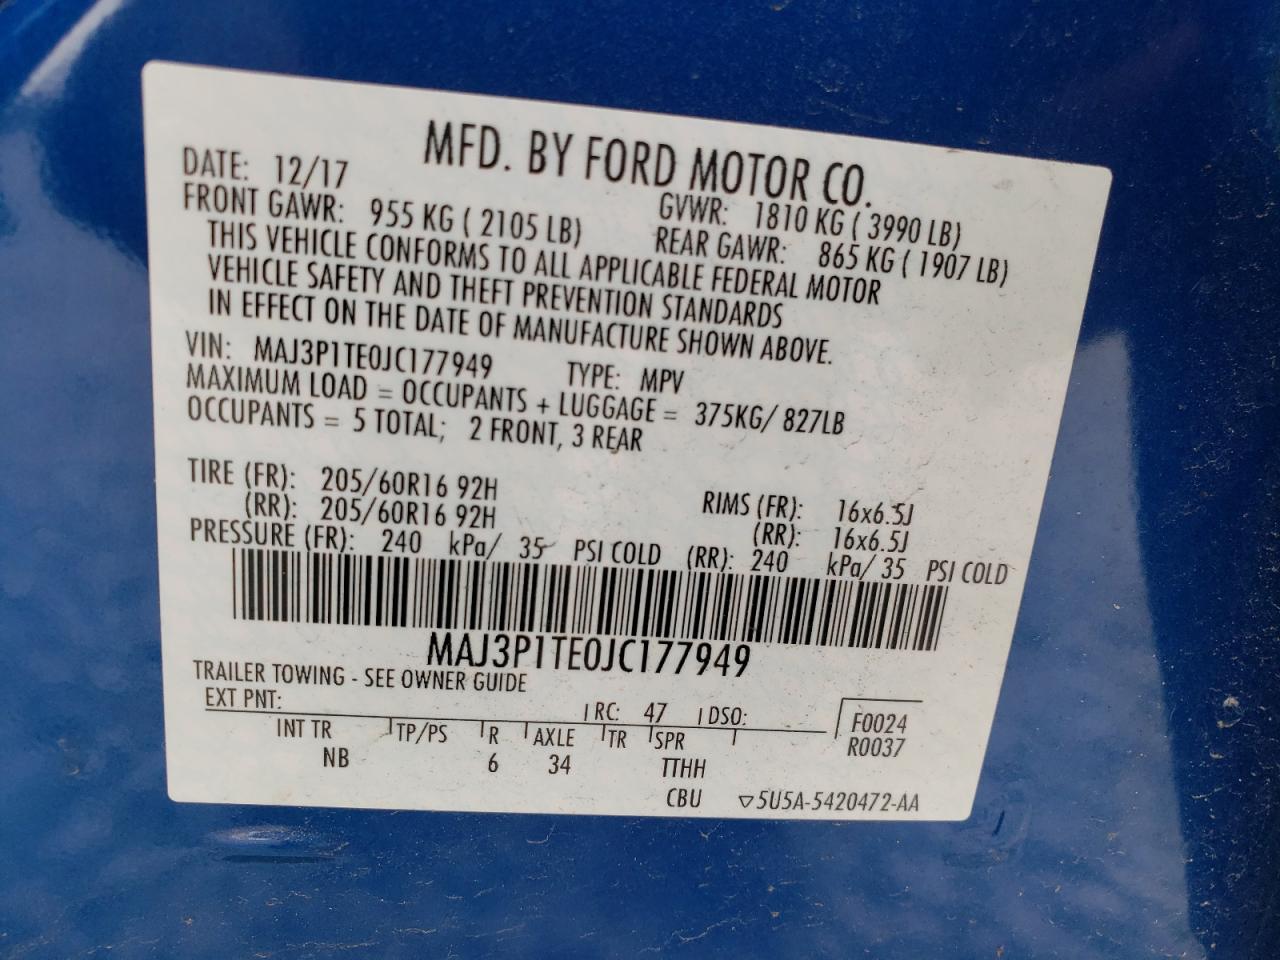 MFD. BY FORD MOTOR CO.
DATE: 12/17 GVWR: 1810 KG ( 3990 LB)
FRONT GAWR: 955 KG ( 2105 LB) REAR GAWR: 865 KG ( 1907 LB)
THIS VEHICLE CONFORMS TO ALL APPLICABLE FEDERAL MOTOR
VEHICLE SAFETY AND THEFT PREVENTION STANDARDS
IN EFFECT ON THE DATE OF MANUFACTURE SHOWN ABOVE.
VIN: MAJ3P1TE0JC177949 TYPE: MPV
MAXIMUM LOAD = OCCUPANTS + LUGGAGE = 375KG/ 827LB
OCCUPANTS = 5 TOTAL; 2 FRONT, 3 REAR
TIRE (FR): 205/60R16 92H RIMS (FR): 16x6.5J
(RR): 205/60R16 92H (RR): 16x6.5J
PRESSURE (FR): 240 kPa/ 35 PSI COLD (RR): 240 kPa/ 35 PSI COLD
MAJ3P1TE0JC177949
TRAILER TOWING - SEE OWNER GUIDE
EXT PNT: RC: 47 DSO: F0024
INT TR TP/PS R AXLE TR SPR R0037
NB 6 34 TTHH
CBU ▽5U5A-5420472-AA